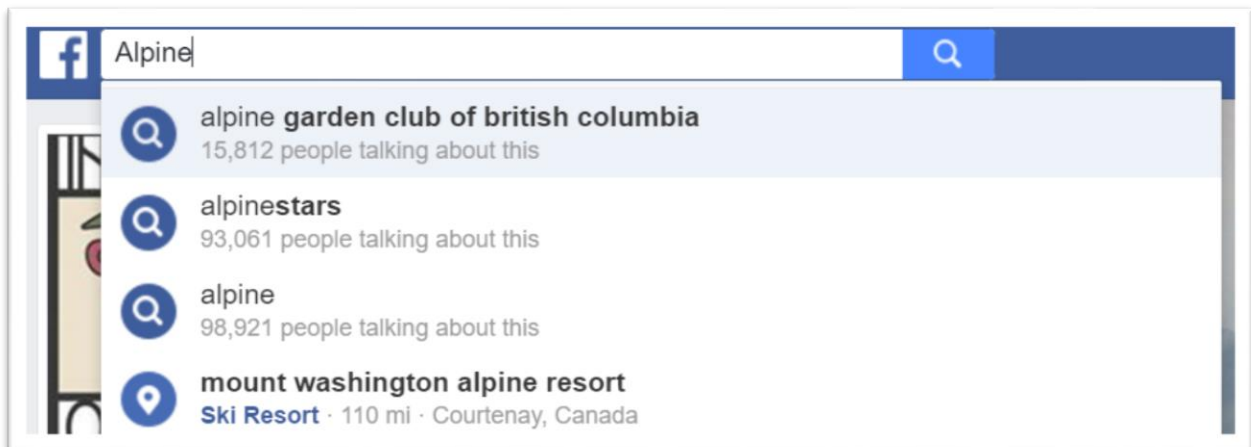 Alpine
alpine garden club of british columbia
15,812 people talking about this
alpinestars
93,061 people talking about this
alpine
98,921 people talking about this
mount washington alpine resort
Ski Resort · 110 mi · Courtenay, Canada